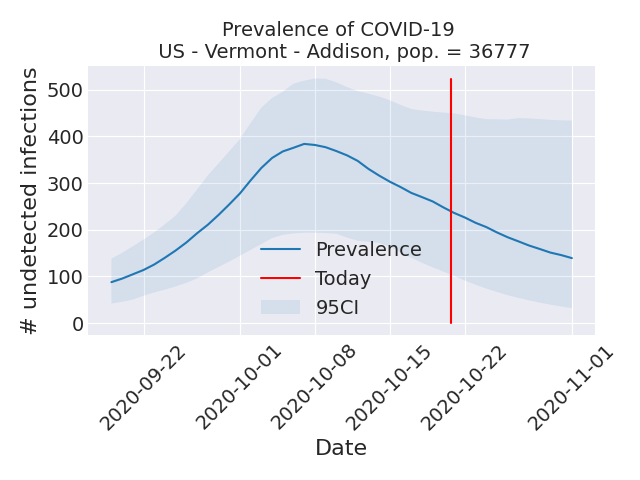 Prevalence of COVID-19
US - Vermont - Addison, pop. = 36777
# undetected infections
500
400
300
200
100
0
Prevalence
Today
95CI
2020-09-22
2020-10-01
2020-10-08
2020-10-15
2020-10-22
2020-11-01
Date